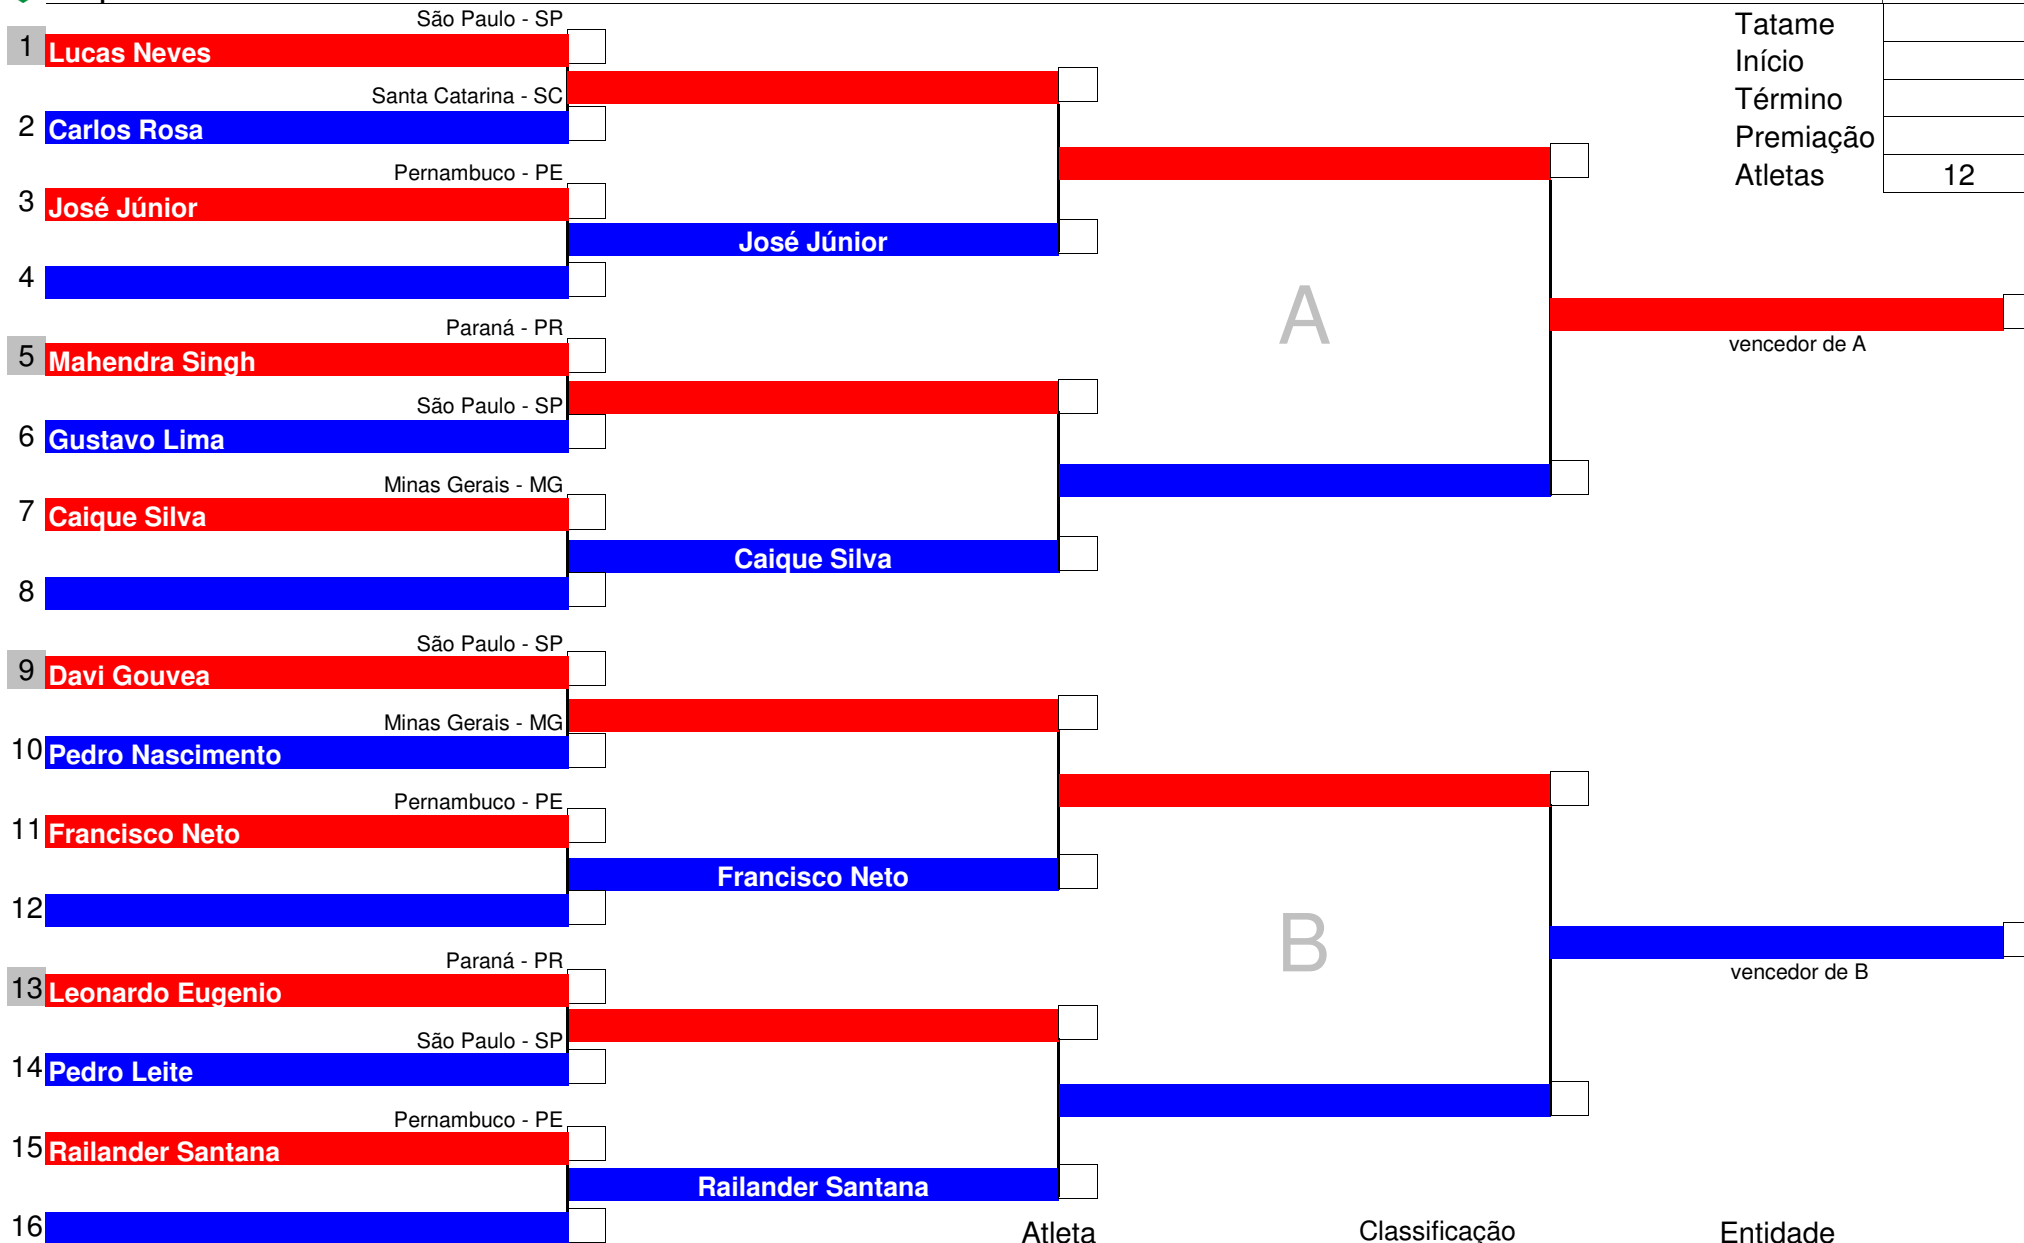 São Paulo - SP
1 Lucas Neves
Santa Catarina - SC
2 Carlos Rosa
Pernambuco - PE
3 José Júnior
José Júnior
4
Paraná - PR
5 Mahendra Singh
São Paulo - SP
6 Gustavo Lima
Minas Gerais - MG
7 Caique Silva
Caique Silva
8
São Paulo - SP
9 Davi Gouvea
Minas Gerais - MG
10 Pedro Nascimento
Pernambuco - PE
11 Francisco Neto
Francisco Neto
12
Paraná - PR
13 Leonardo Eugenio
São Paulo - SP
14 Pedro Leite
Pernambuco - PE
15 Railander Santana
Railander Santana
16
A
B
Tatame
Início
Término
Premiação
Atletas 12
vencedor de A
vencedor de B
Atleta Classificação Entidade